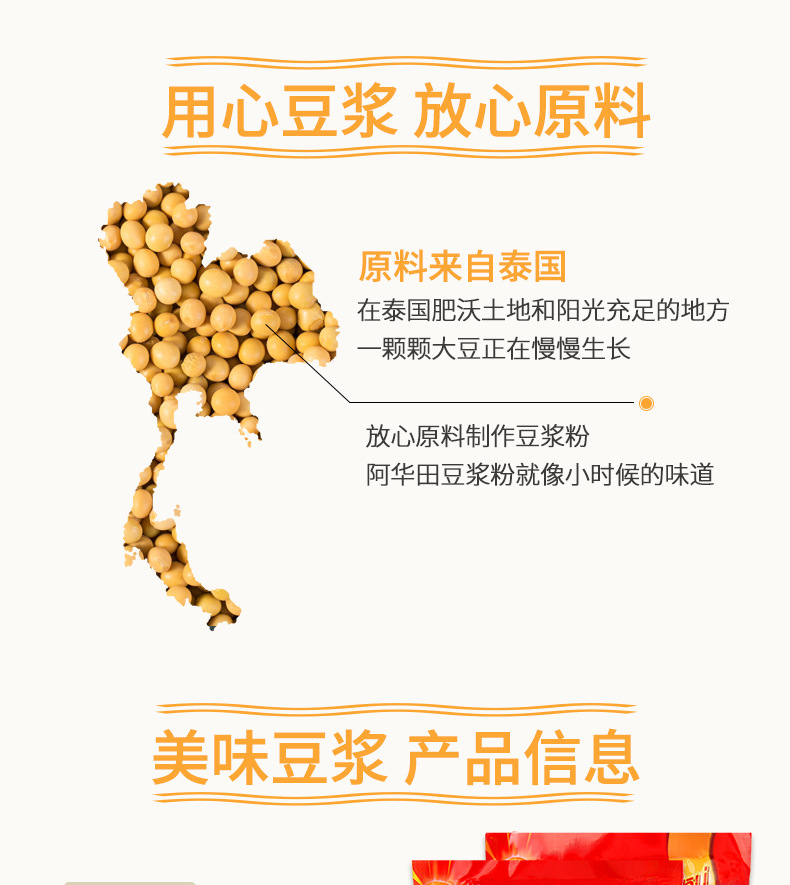 用心豆浆 放心原料
原料来自泰国
在泰国肥沃土地和阳光充足的地方
一颗颗大豆正在慢慢生长
放心原料制作豆浆粉
阿华田豆浆粉就像小时候的味道
美味豆浆 产品信息